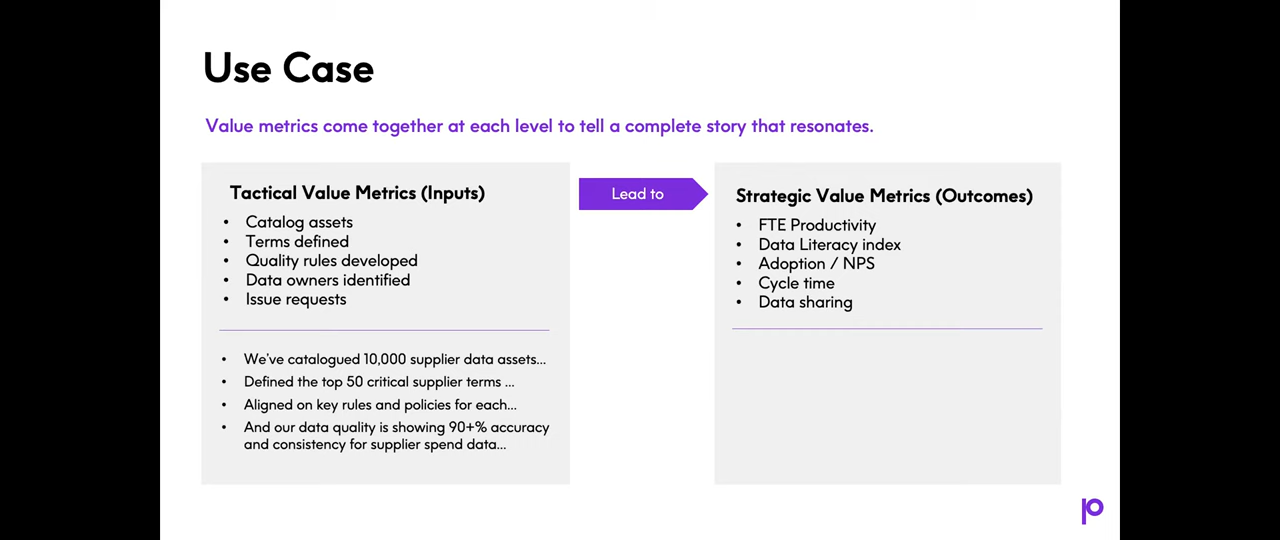 Use Case
Value metrics come together at each level to tell a complete story that resonates.
Tactical Value Metrics (Inputs)
• Catalog assets
• Terms defined
• Quality rules developed
• Data owners identified
• Issue requests
• We've catalogued 10,000 supplier data assets...
• Defined the top 50 critical supplier terms ...
• Aligned on key rules and policies for each...
• And our data quality is showing 90+% accuracy
and consistency for supplier spend data...
Lead to
Strategic Value Metrics (Outcomes)
• FTE Productivity
• Data Literacy index
• Adoption / NPS
• Cycle time
• Data sharing